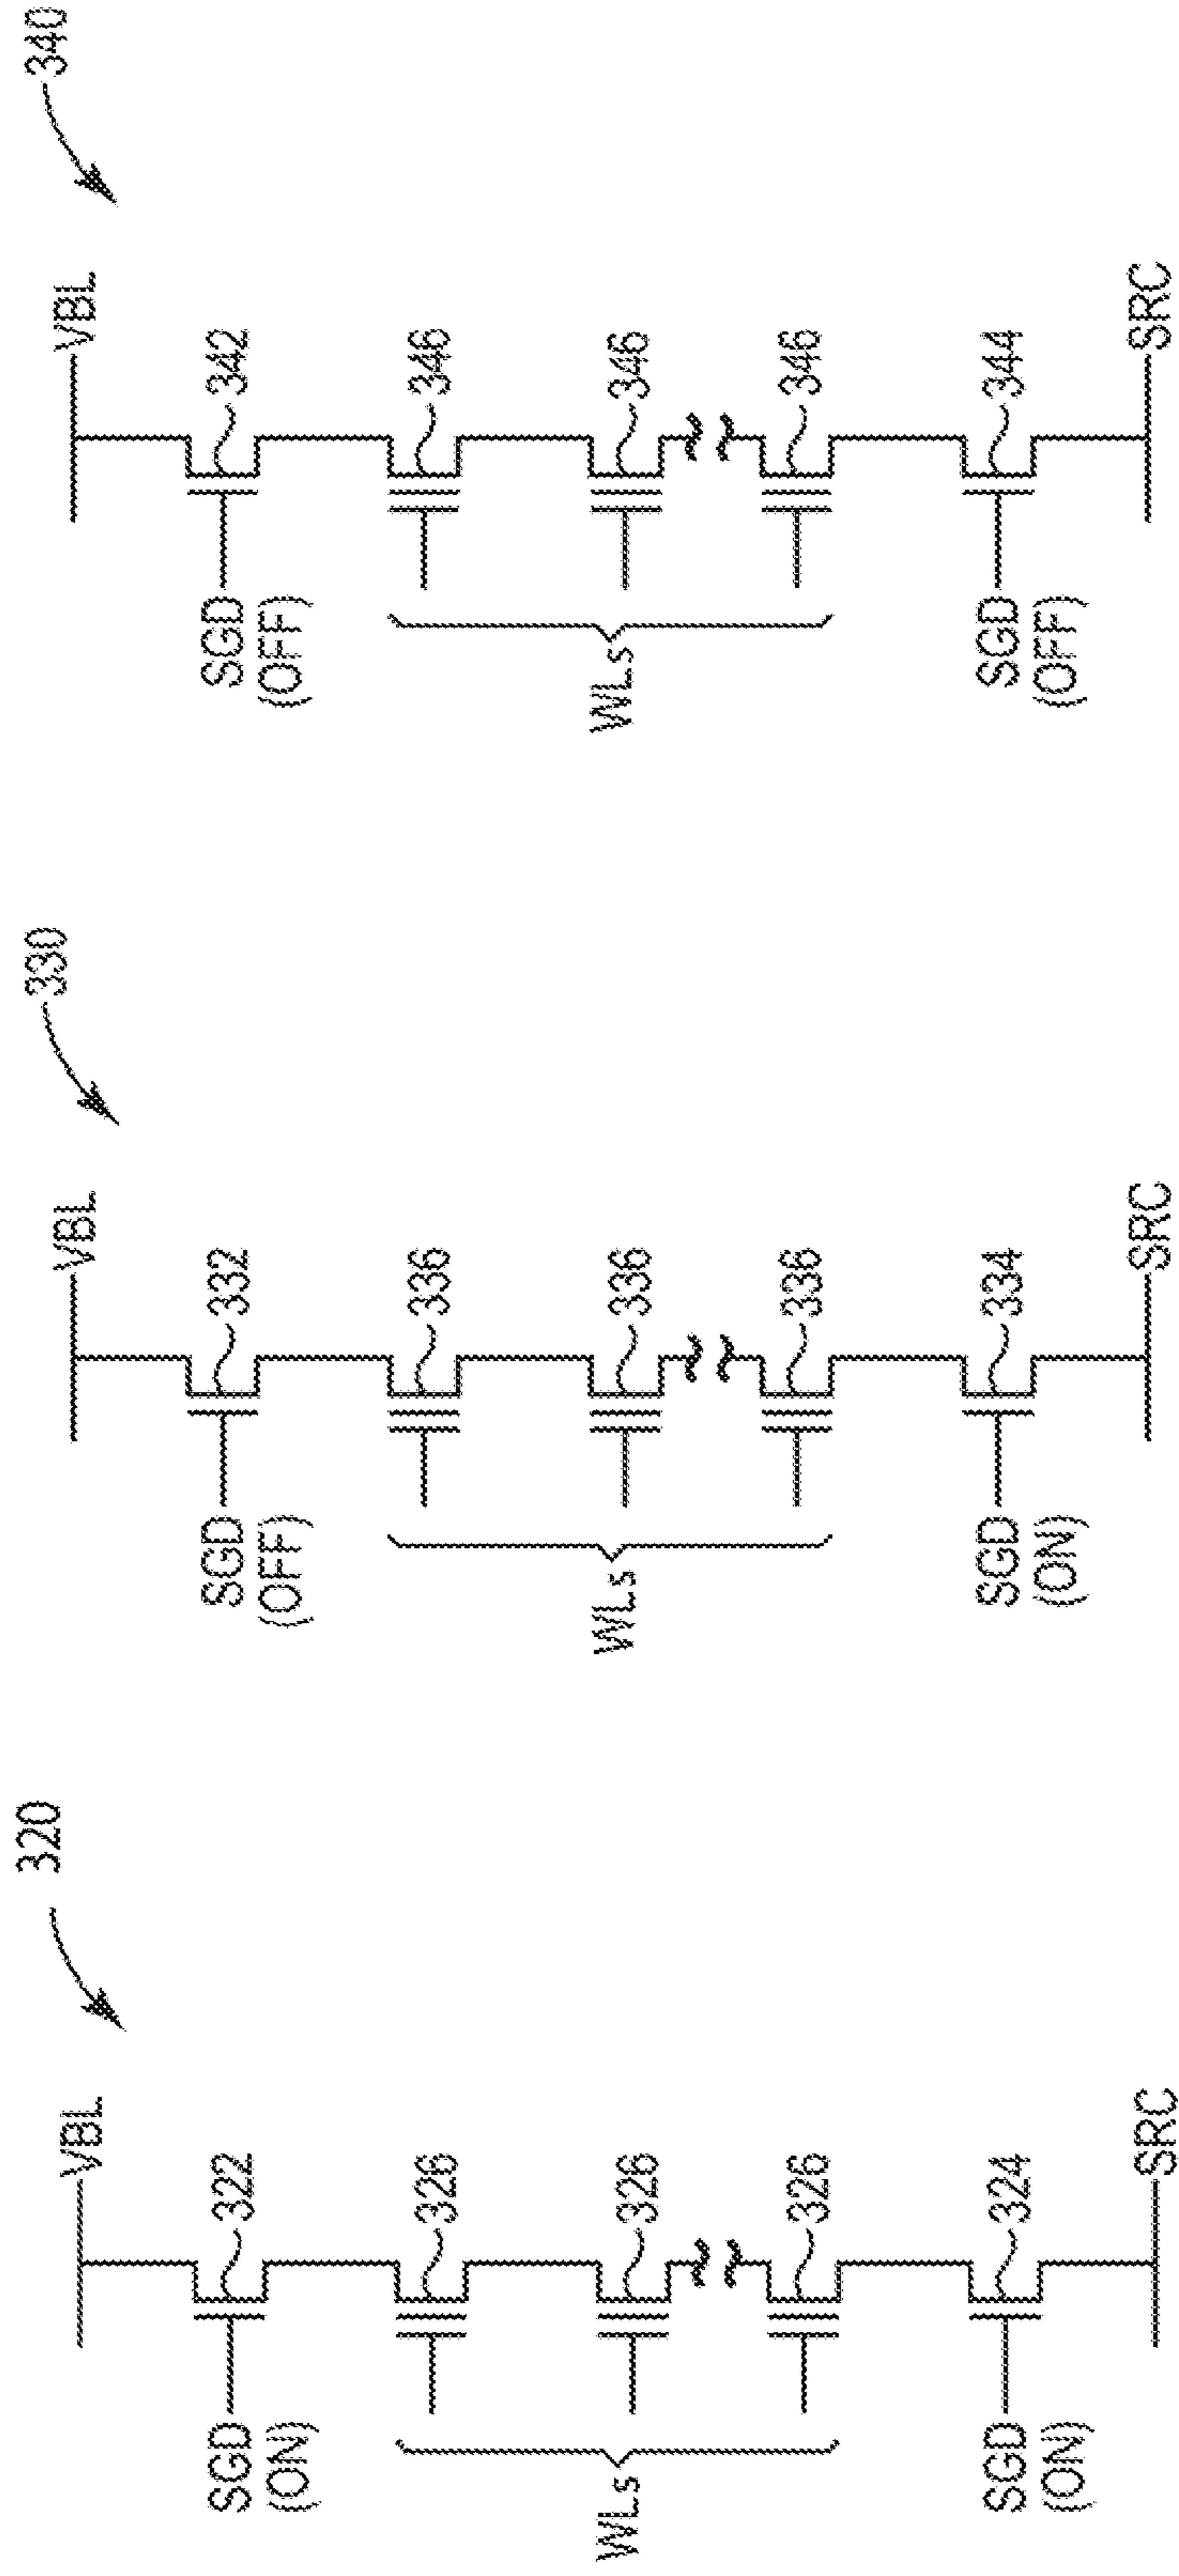 320
VBL
SGD
(ON)
322
326
326
326
WLs
SGD
(ON)
324
SRC
330
VBL
SGD
(OFF)
332
336
336
336
WLs
SGD
(ON)
334
SRC
340
VBL
SGD
(OFF)
342
346
346
346
WLs
SGD
(OFF)
344
SRC